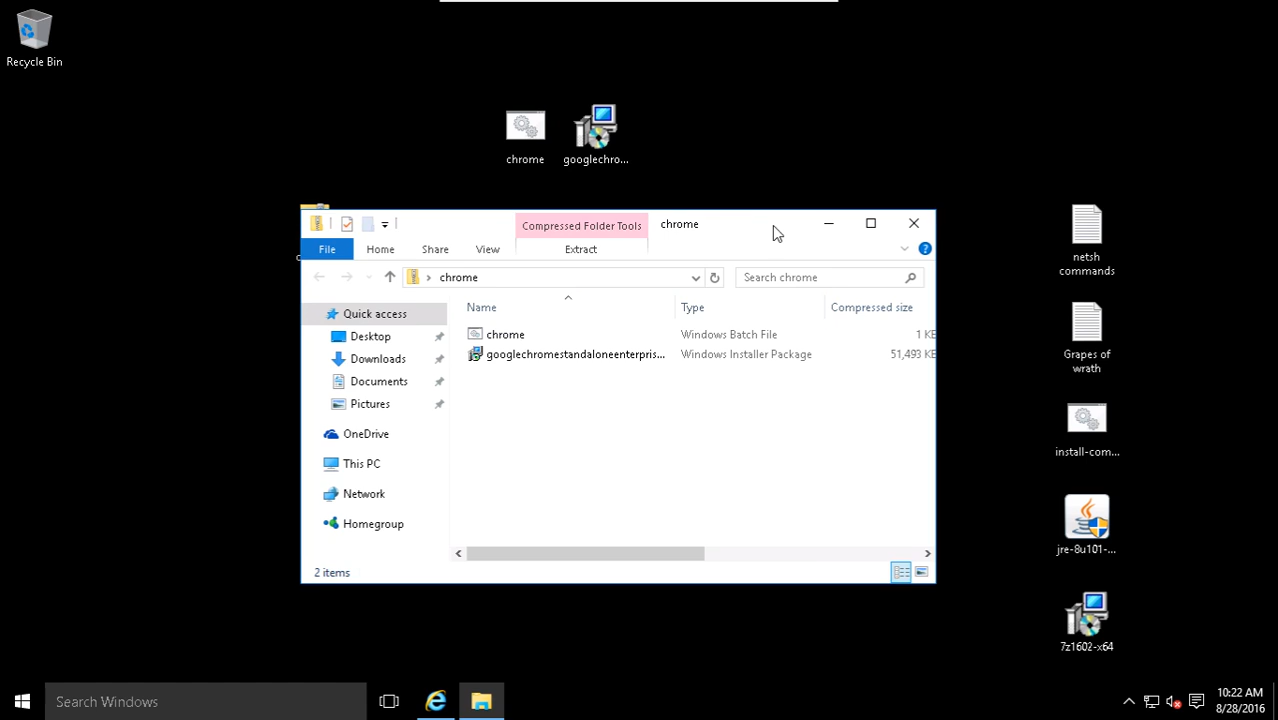 Recycle Bin
chrome
googlechro...
Compressed Folder Tools
chrome
File
Home
Share
View
Extract
chrome
Search chrome
Name
Type
Compressed size
Quick access
Desktop
Downloads
Documents
Pictures
OneDrive
This PC
Network
Homegroup
chrome
Windows Batch File
1 KB
googlechromestandaloneenterpris...
Windows Installer Package
51,493 KB
2 items
netsh
commands
Grapes of
wrath
install-com...
jre-8u101-...
7z1602-x64
Search Windows
10:22 AM
8/28/2016